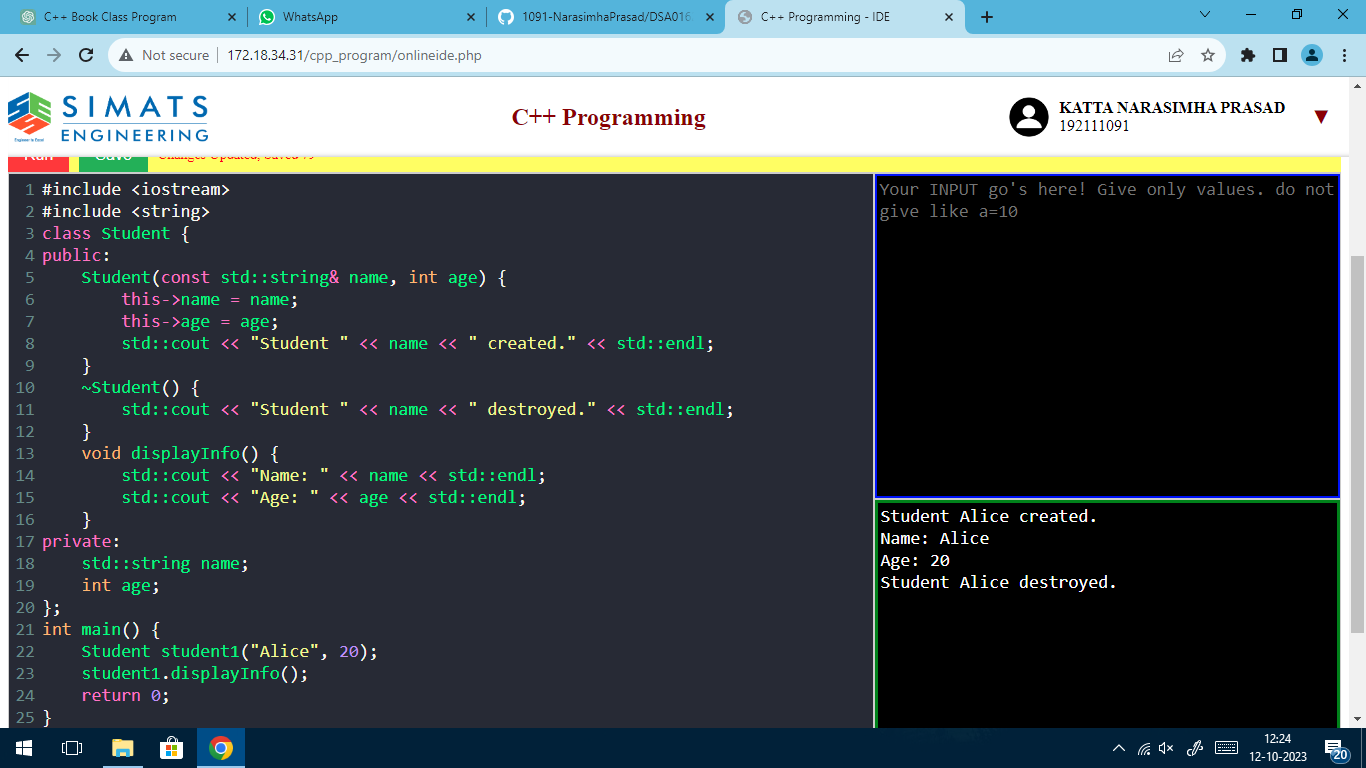 C++ Book Class Program
WhatsApp
1091-NarasimhaPrasad/DSA016
C++ Programming - IDE
Not secure
172.18.34.31/cpp_program/onlineide.php
SIMATS
ENGINEERING
Engineer to Excel
C++ Programming
KATTA NARASIMHA PRASAD
192111091
Run
Save
Changes Updated, Saved :)
1 #include <iostream>
2 #include <string>
3 class Student {
4 public:
5     Student(const std::string& name, int age) {
6         this->name = name;
7         this->age = age;
8         std::cout << "Student " << name << " created." << std::endl;
9     }
10     ~Student() {
11         std::cout << "Student " << name << " destroyed." << std::endl;
12     }
13     void displayInfo() {
14         std::cout << "Name: " << name << std::endl;
15         std::cout << "Age: " << age << std::endl;
16     }
17 private:
18     std::string name;
19     int age;
20 };
21 int main() {
22     Student student1("Alice", 20);
23     student1.displayInfo();
24     return 0;
25 }
Your INPUT go's here! Give only values. do not
give like a=10
Student Alice created.
Name: Alice
Age: 20
Student Alice destroyed.
12:24
12-10-2023
20